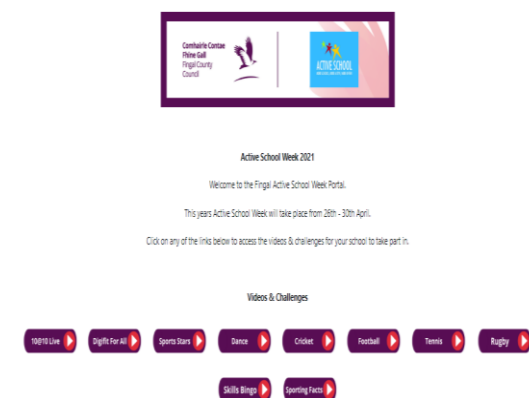 Comhairle Contae
Fhine Gall
Fingal County
Council
ACTIVE SCHOOL
Active School Week 2021
Welcome to the Fingal Active School Week Portal.
This years Active School Week will take place from 26th - 30th April.
Click on any of the links below to access the videos & challenges for your school to take part in.
Videos & Challenges
10@10 Live
Digifit For All
Sports Stars
Dance
Cricket
Football
Tennis
Rugby
Skills Bingo
Sporting Facts